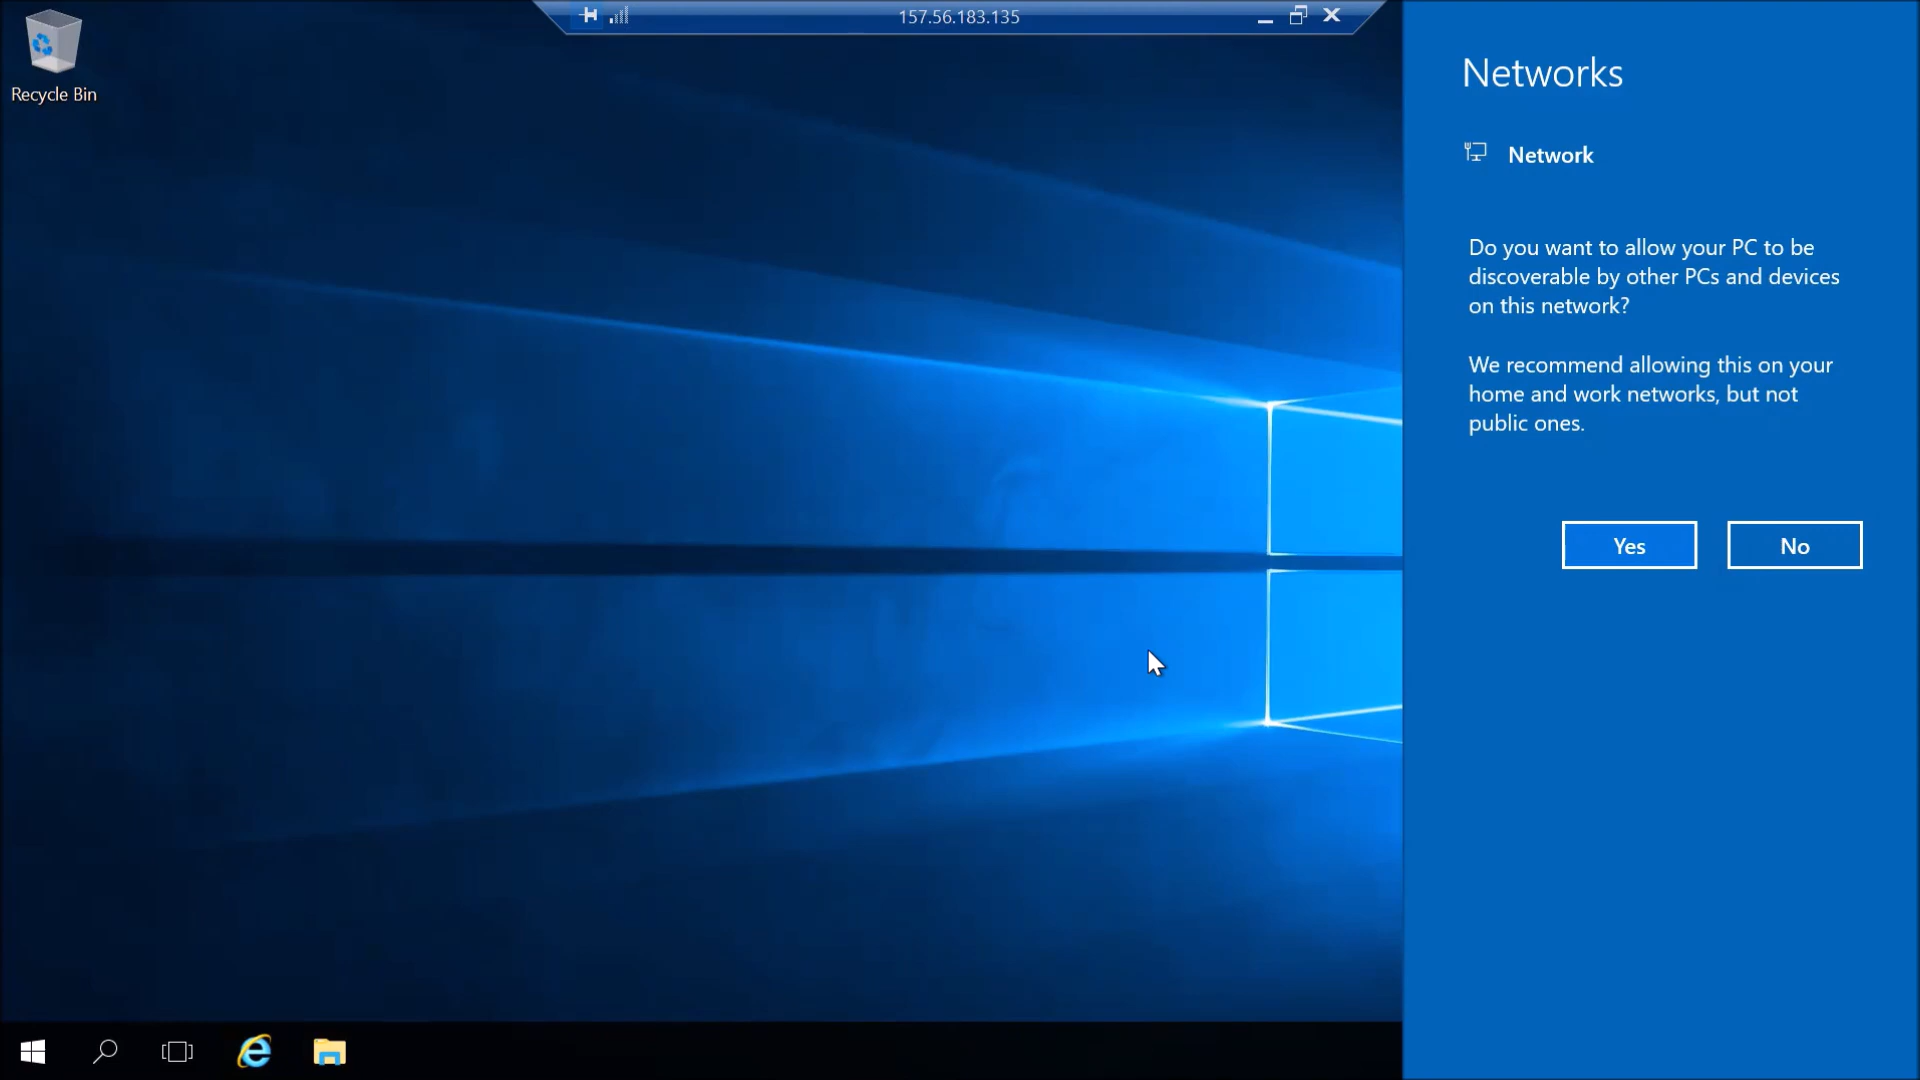 157.56.183.135
Recycle Bin
Networks
Network
Do you want to allow your PC to be
discoverable by other PCs and devices
on this network?
We recommend allowing this on your
home and work networks, but not
public ones.
Yes
No